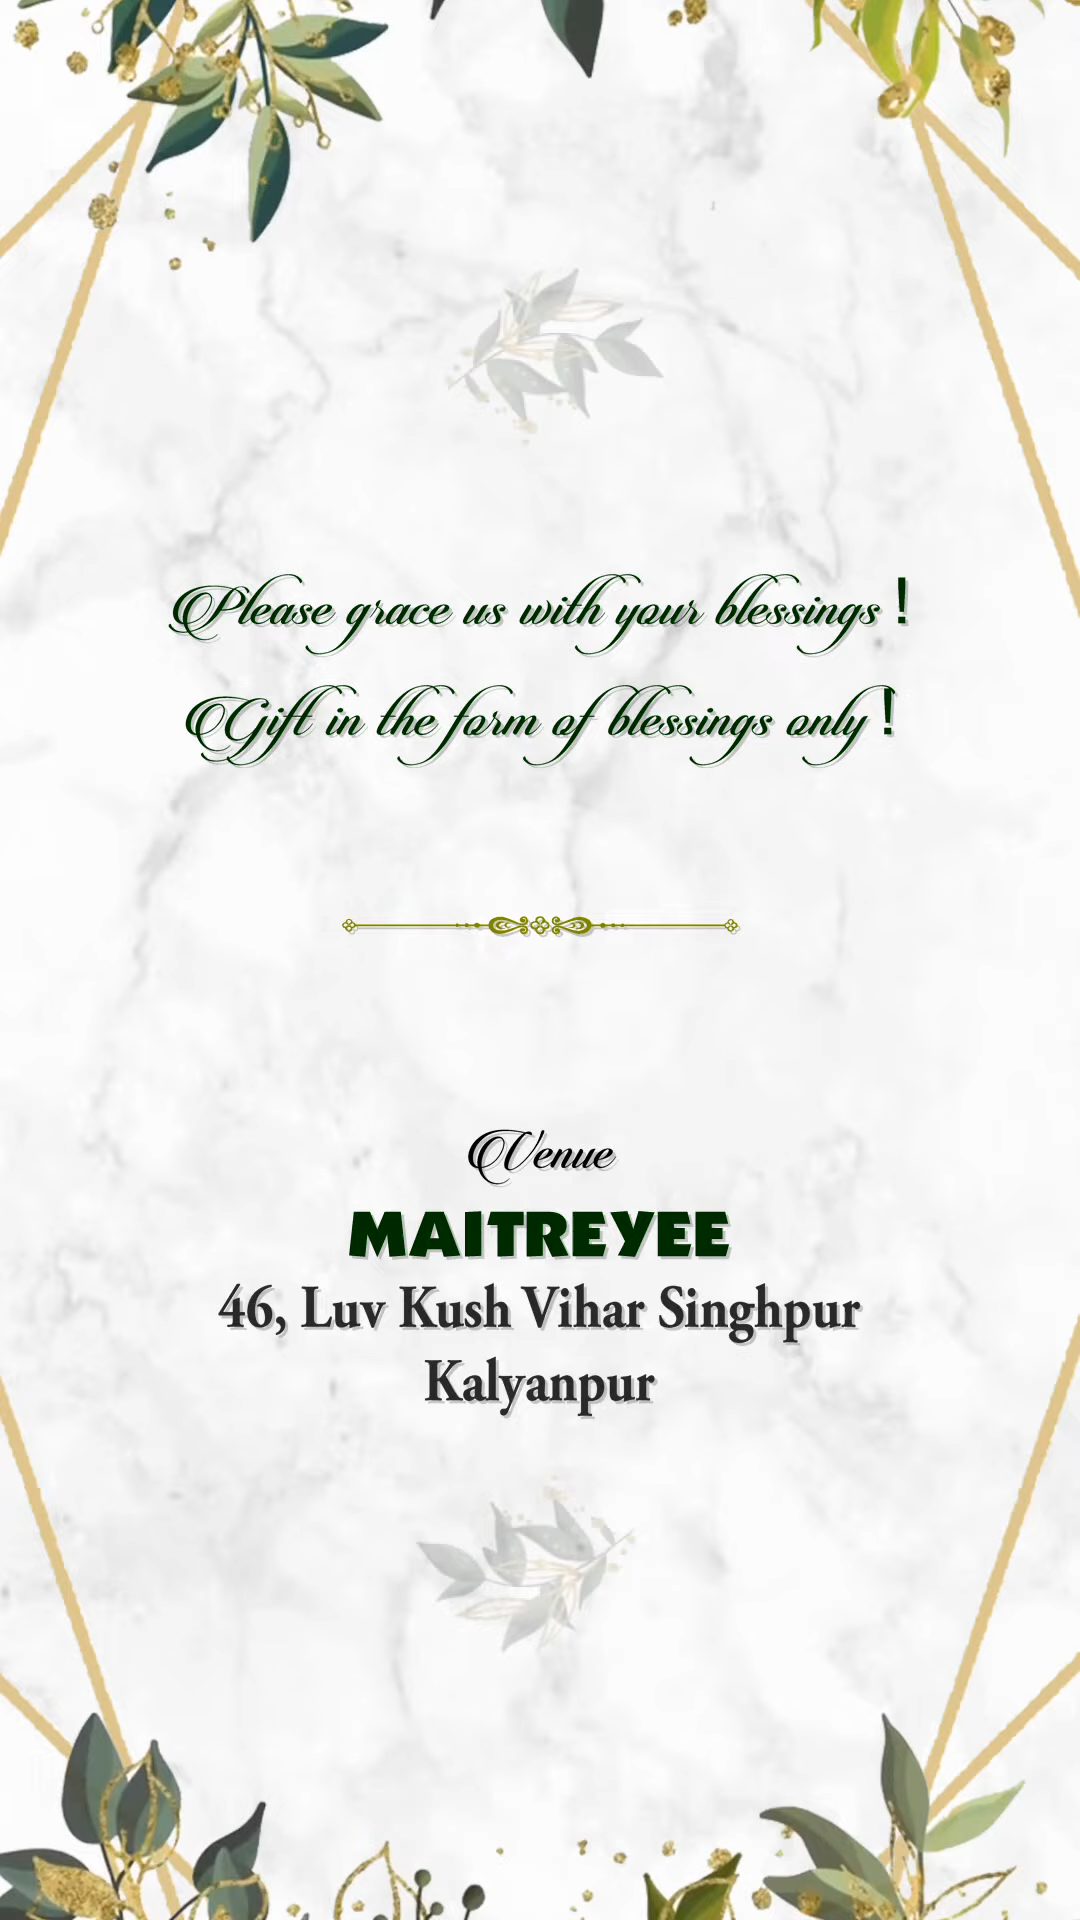 Please grace us with your blessings !
Gift in the form of blessings only !
Venue
MAITREYEE
46, Luv Kush Vihar Singhpur
Kalyanpur